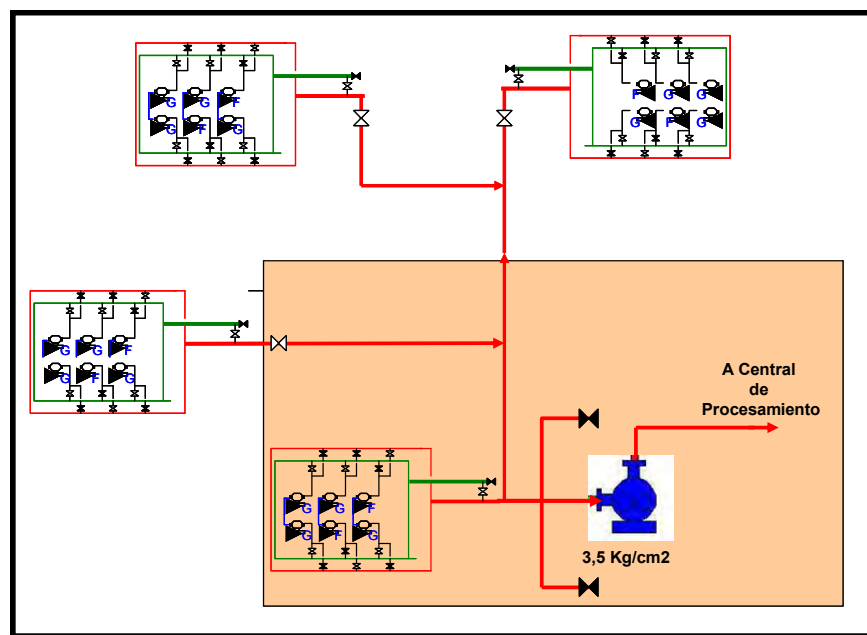 G G F
G F G
F G G
G F G
G G F
G F G
A Central
de
Procesamiento
G G F
G F G
3,5 Kg/cm2